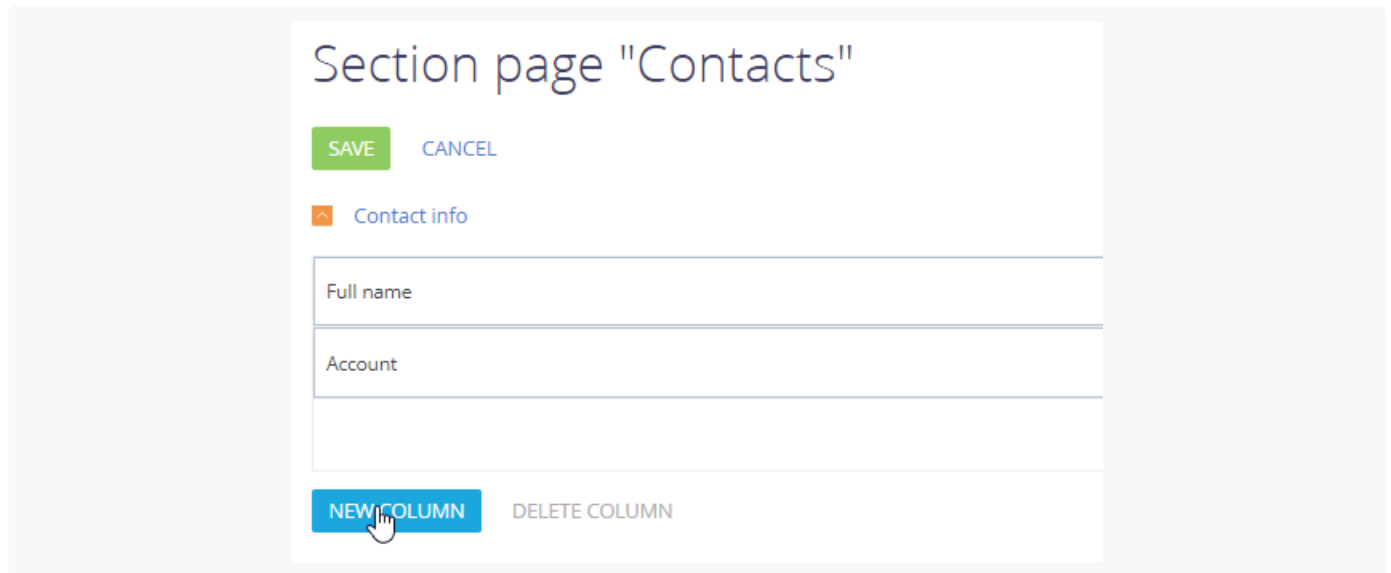 Section page "Contacts"
SAVE CANCEL
Contact info
Full name
Account
NEW COLUMN DELETE COLUMN